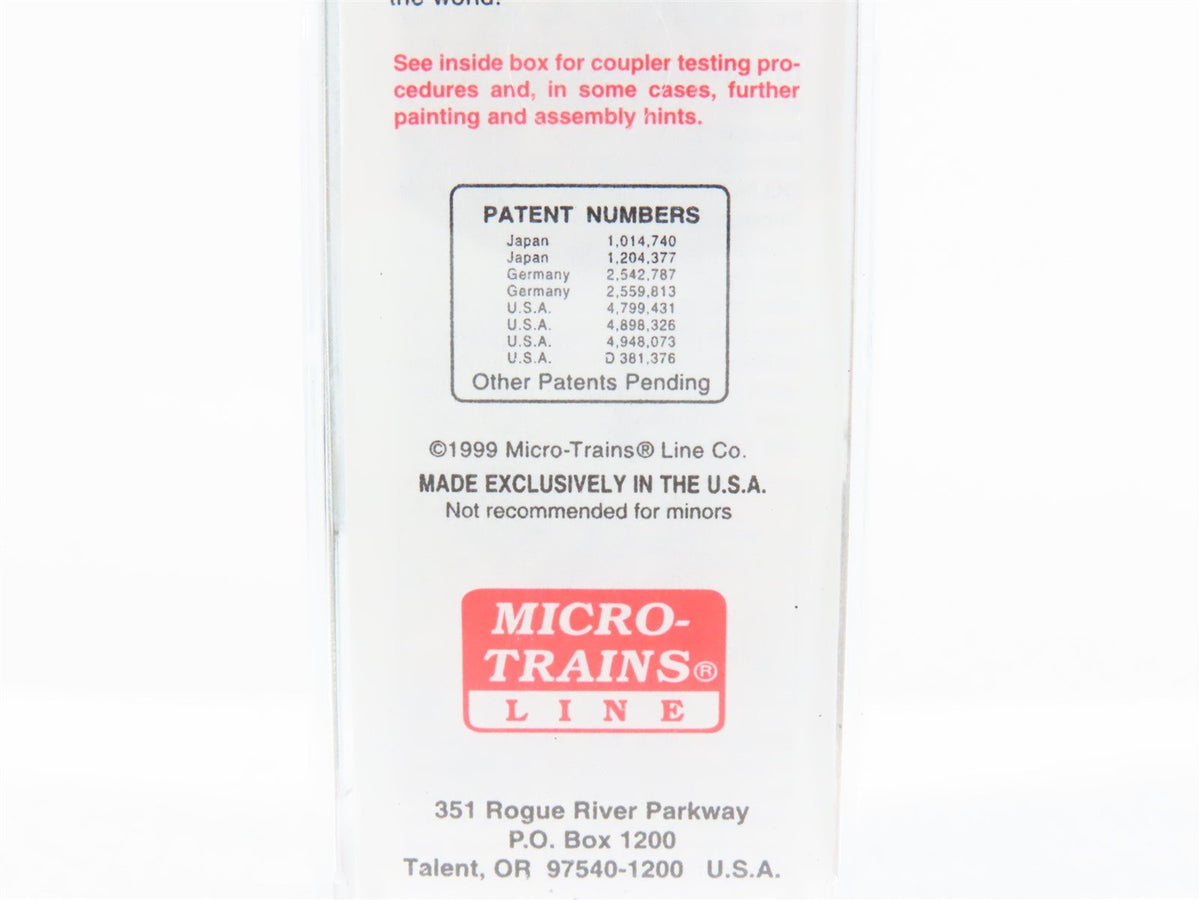 the world.
See inside box for coupler testing pro-
cedures and, in some cases, further
painting and assembly hints.
PATENT NUMBERS
Japan 1,014,740
Japan 1,204,377
Germany 2,542,787
Germany 2,559,813
U.S.A. 4,799,431
U.S.A. 4,898,326
U.S.A. 4,948,073
U.S.A. D 381,376
Other Patents Pending
©1999 Micro-Trains® Line Co.
MADE EXCLUSIVELY IN THE U.S.A.
Not recommended for minors
MICRO-
TRAINS®
LINE
351 Rogue River Parkway
P.O. Box 1200
Talent, OR 97540-1200 U.S.A.